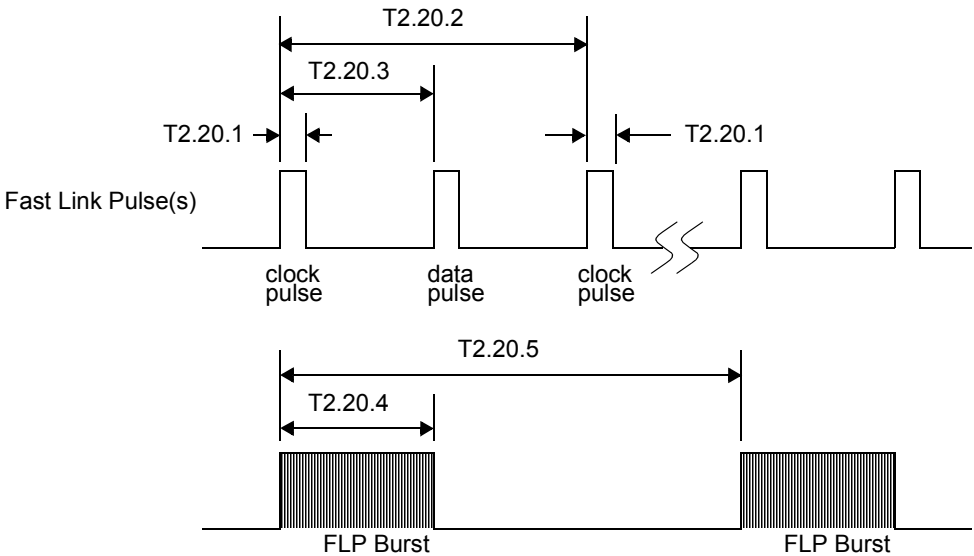 T2.20.2
T2.20.3
T2.20.1
T2.20.1
Fast Link Pulse(s)
clock
pulse
data
pulse
clock
pulse
T2.20.5
T2.20.4
FLP Burst
FLP Burst